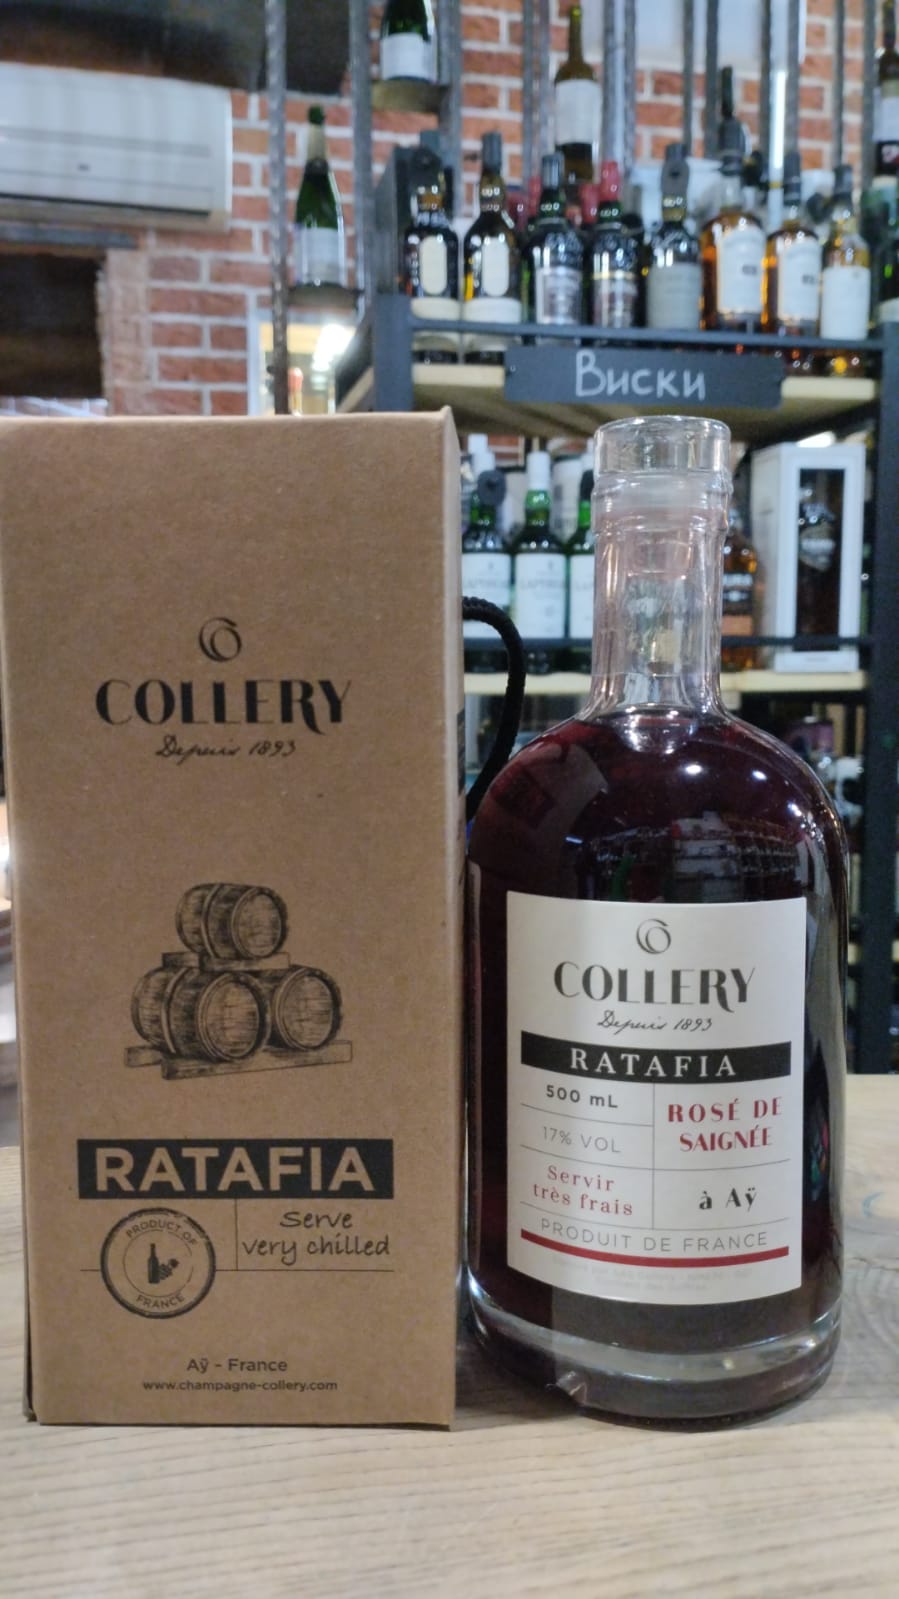 Виски
COLLERY
Depuis 1893
RATAFIA
PRODUCT OF
FRANCE
Serve
very chilled
Aÿ - France
www.champagne-collery.com
COLLERY
Depuis 1893
RATAFIA
500 mL
17% VOL
Servir
très frais
ROSÉ DE
SAIGNÉE
à Aÿ
PRODUIT DE FRANCE